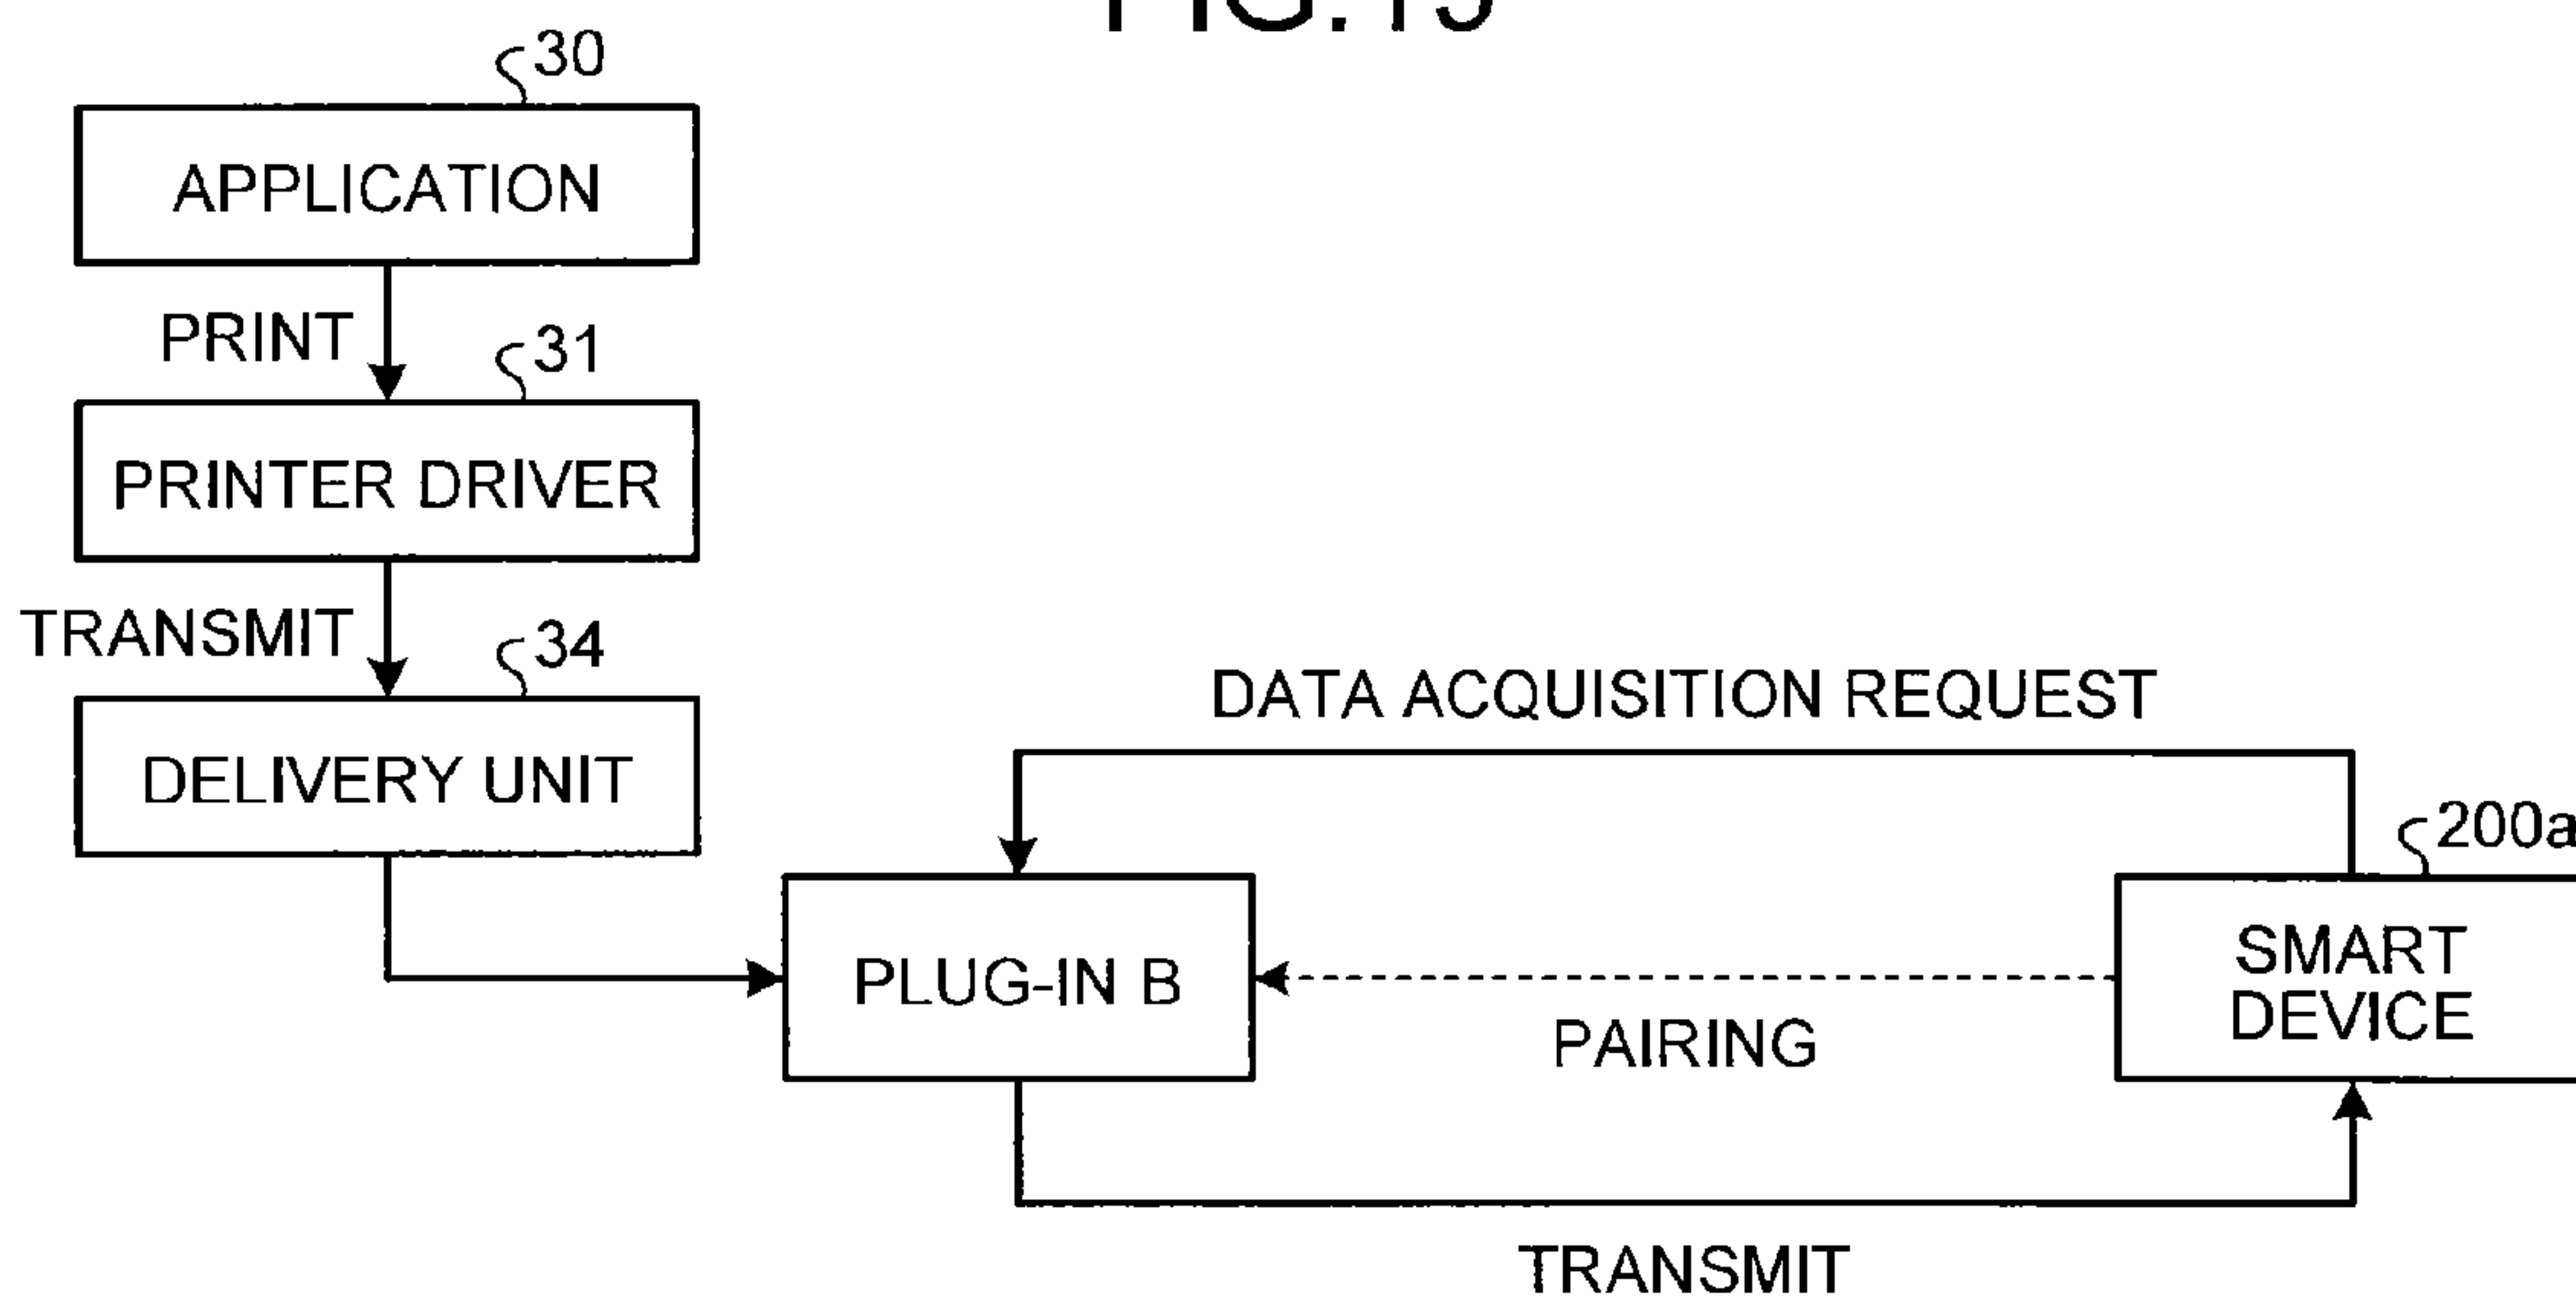 30
APPLICATION
PRINT
31
PRINTER DRIVER
TRANSMIT
34
DELIVERY UNIT
DATA ACQUISITION REQUEST
200a
PLUG-IN B
SMART
DEVICE
PAIRING
TRANSMIT